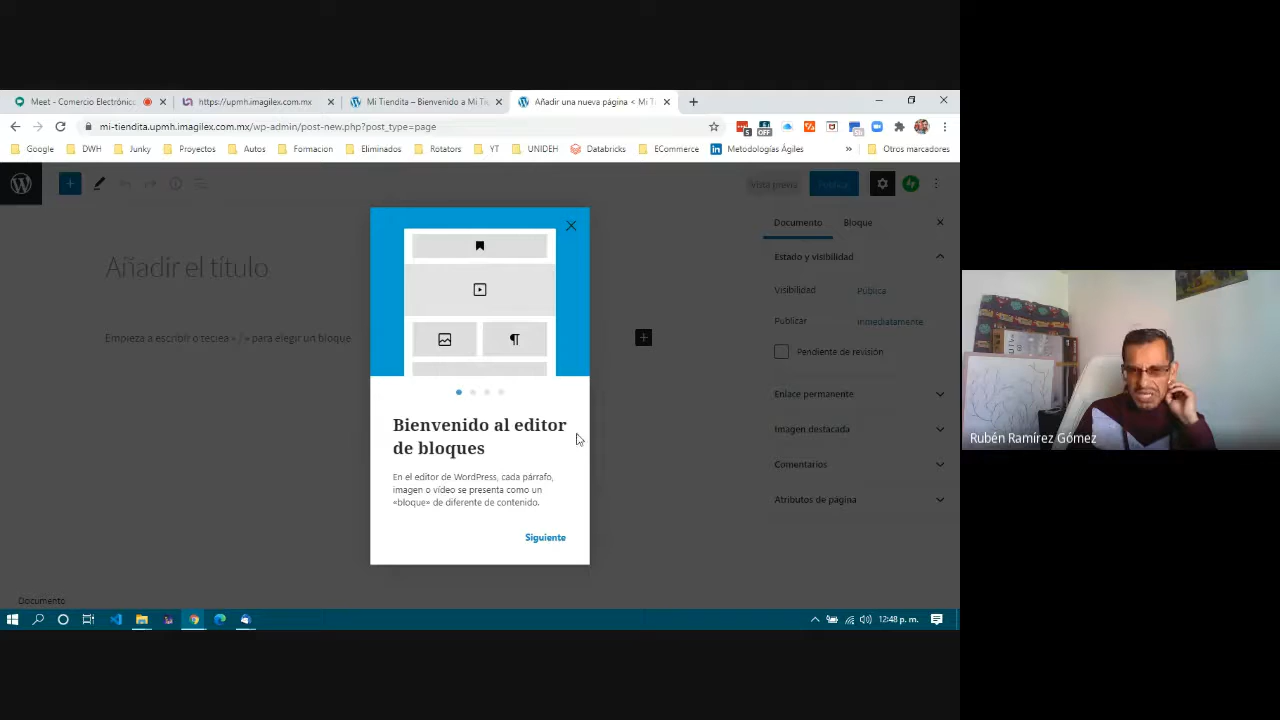 Meet - Comercio Electrónic
https://upmh.imagilex.com.mx
Mi Tiendita – Bienvenido a Mi Ti
Añadir una nueva página < Mi T
mi-tiendita.upmh.imagilex.com.mx/wp-admin/post-new.php?post_type=page
5
OFF
Google
DWH
Junky
Proyectos
Autos
Formacion
Eliminados
Rotators
YT
UNIDEH
Databricks
ECommerce
Metodologías Ágiles
»
Otros marcadores
Vista previa
Publicar
Documento
Bloque
Añadir el título
Estado y visibilidad
Visibilidad
Pública
Publicar
Inmediatamente
Empieza a escribir o teclea « / » para elegir un bloque
Pendiente de revisión
Enlace permanente
Imagen destacada
Comentarios
Atributos de página
Bienvenido al editor
de bloques
En el editor de WordPress, cada párrafo,
imagen o vídeo se presenta como un
«bloque» de diferente de contenido.
Siguiente
Documento
12:48 p. m.
Rubén Ramírez Gómez